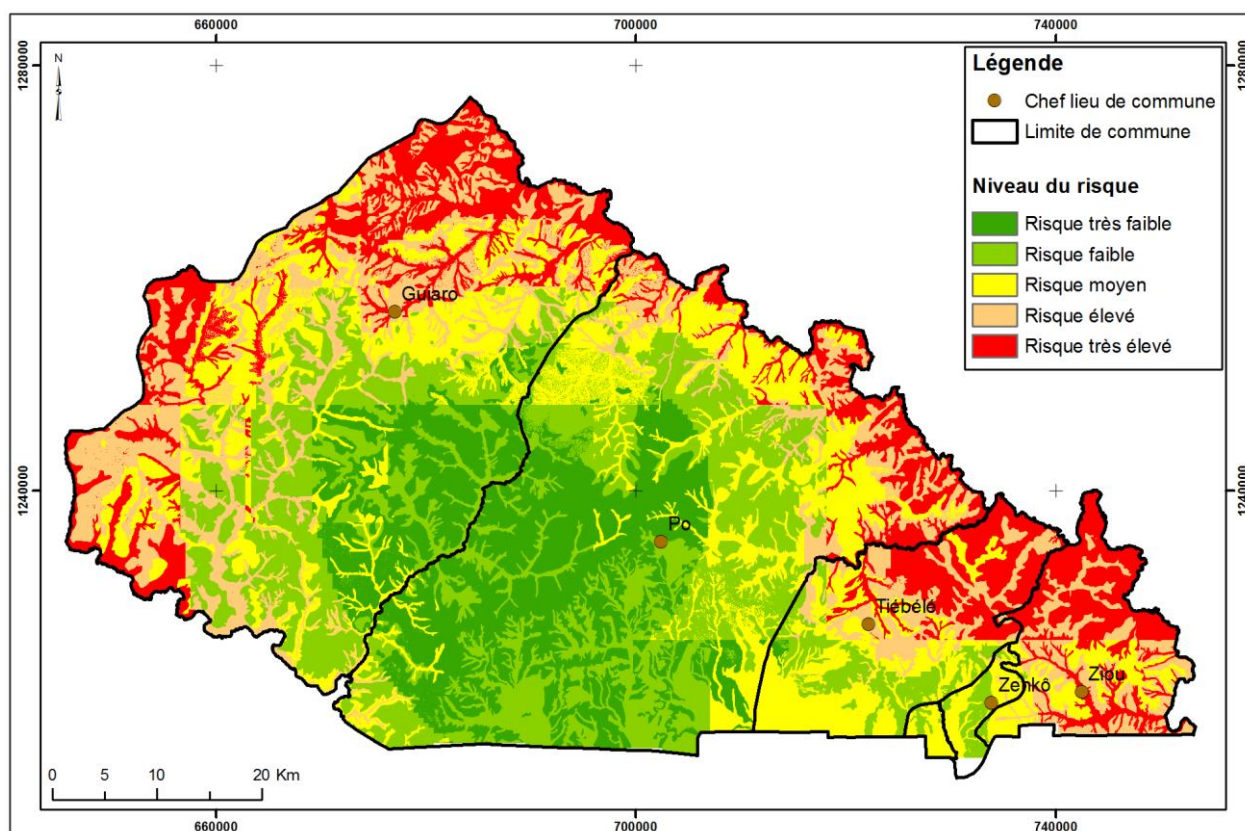 660000
700000
740000
1280000
1280000
N
S
Légende
Chef lieu de commune
Limite de commune
Niveau du risque
Risque très faible
Risque faible
Risque moyen
Risque élevé
Risque très élevé
Guiaro
1240000
1240000
Pô
Tiébélé
Zenkô
Ziou
0 5 10 20 Km
660000
700000
740000